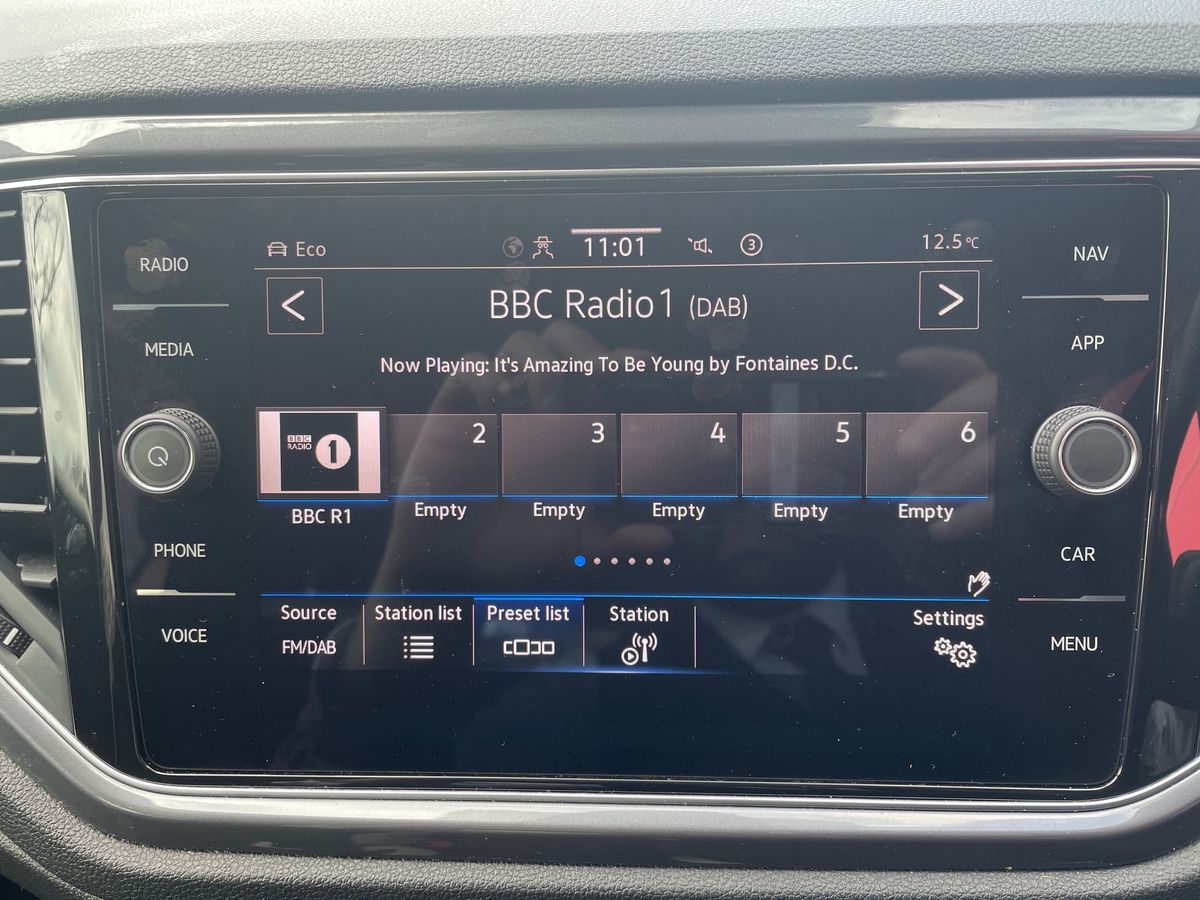 RADIO
MEDIA
PHONE
VOICE
Eco 11:01 3 12.5°C
BBC Radio1 (DAB)
Now Playing: It's Amazing To Be Young by Fontaines D.C.
BBC
RADIO 1
2 3 4 5 6
BBC R1 Empty Empty Empty Empty Empty
Source Station list Preset list Station Settings
FM/DAB
NAV
APP
CAR
MENU